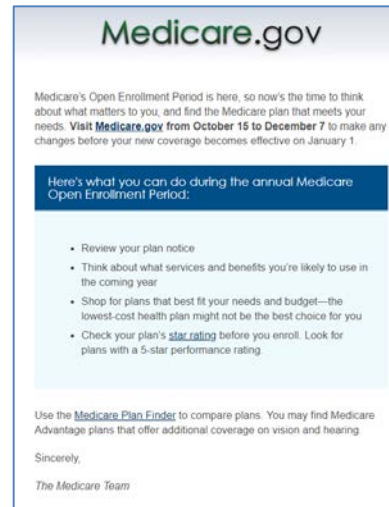 Medicare.gov
Medicare's Open Enrollment Period is here, so now's the time to think
about what matters to you, and find the Medicare plan that meets your
needs. Visit Medicare.gov from October 15 to December 7 to make any
changes before your new coverage becomes effective on January 1.
Here's what you can do during the annual Medicare
Open Enrollment Period:
• Review your plan notice
• Think about what services and benefits you're likely to use in
the coming year
• Shop for plans that best fit your needs and budget—the
lowest-cost health plan might not be the best choice for you
• Check your plan's star rating before you enroll. Look for
plans with a 5-star performance rating.
Use the Medicare Plan Finder to compare plans. You may find Medicare
Advantage plans that offer additional coverage on vision and hearing.
Sincerely,
The Medicare Team